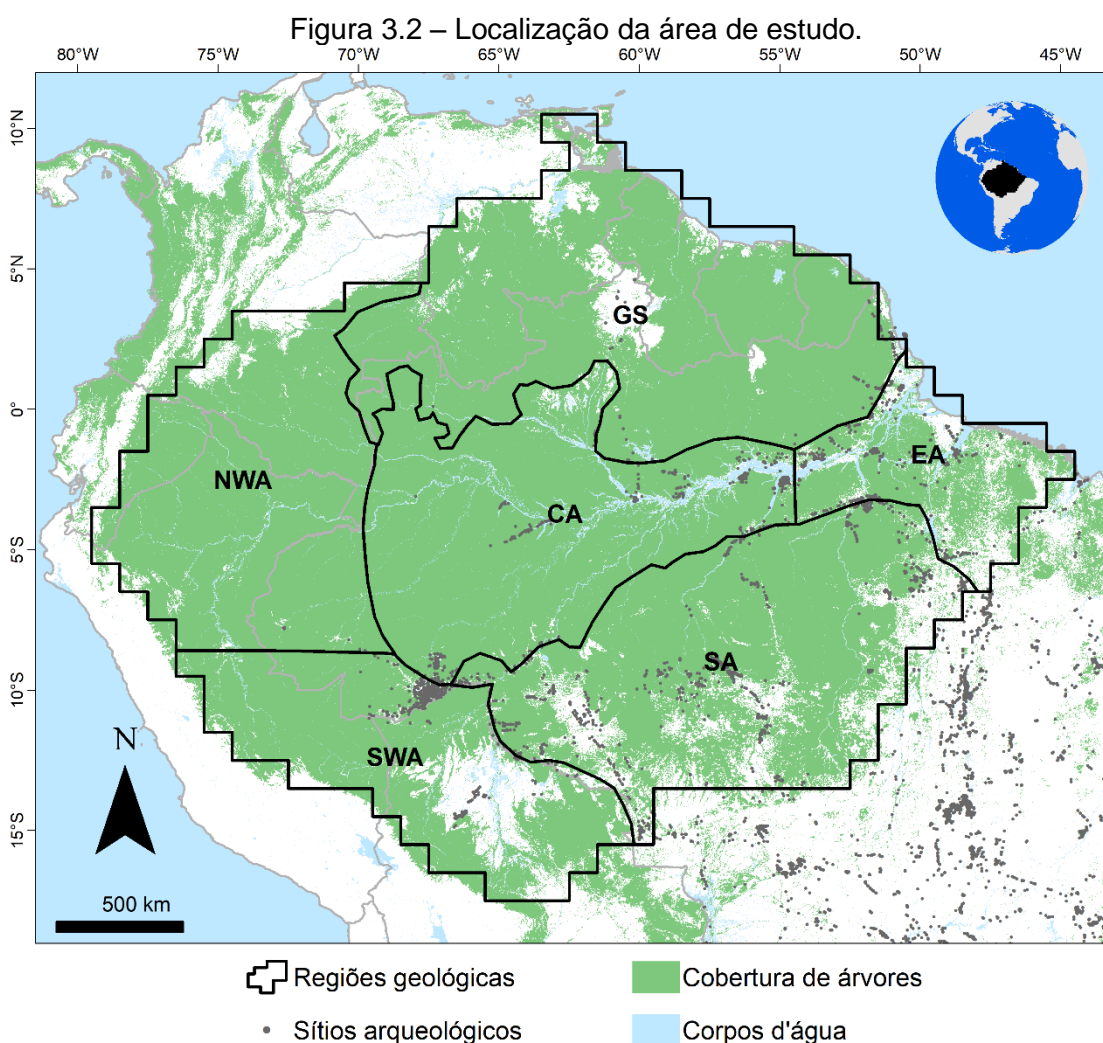 Figura 3.2 – Localização da área de estudo.
80°W 75°W 70°W 65°W 60°W 55°W 50°W 45°W
10°N
5°N
0°
5°S
10°S
15°S
GS
EA
NWA
CA
SA
SWA
N
500 km
Regiões geológicas
Cobertura de árvores
Sítios arqueológicos
Corpos d'água